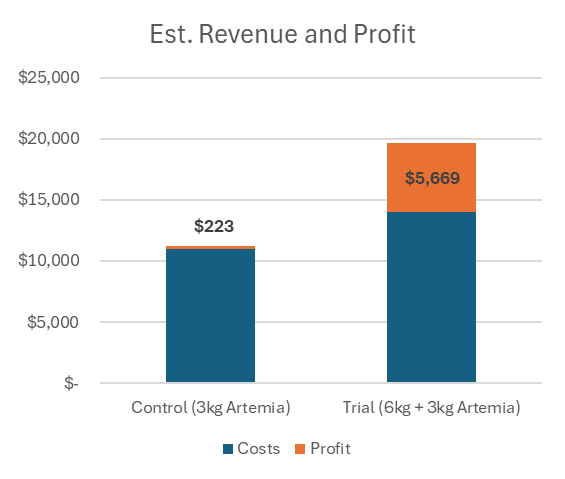 Est. Revenue and Profit
$25,000
$20,000
$15,000
$10,000
$5,000
$-
$223
$5,669
Control (3kg Artemia)
Trial (6kg + 3kg Artemia)
Costs
Profit